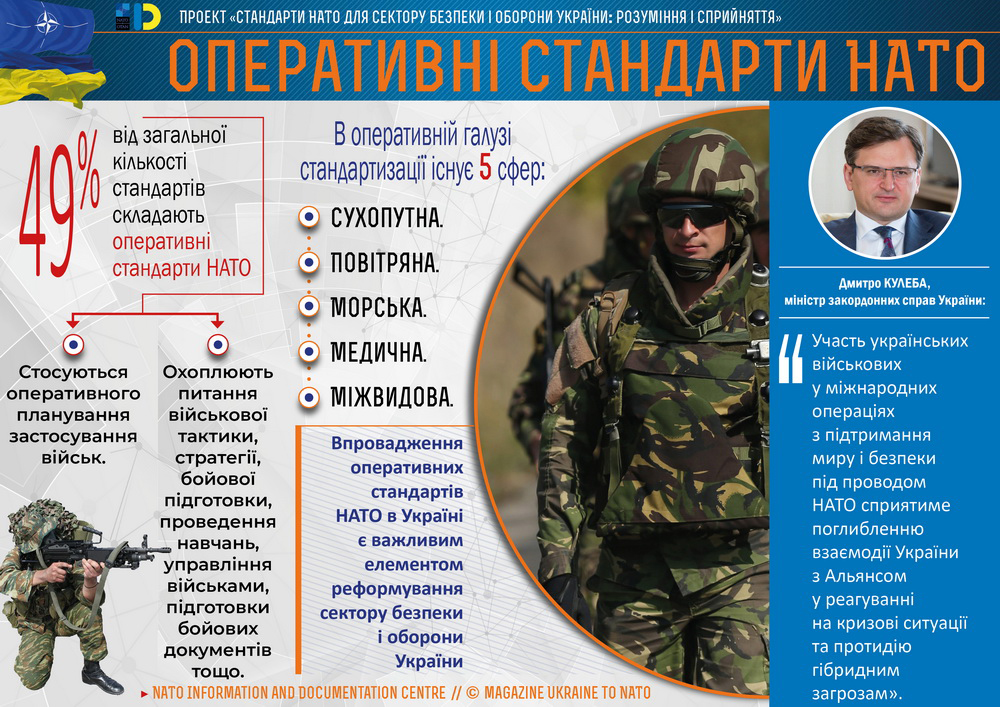 ПРОЕКТ «СТАНДАРТИ НАТО ДЛЯ СЕКТОРУ БЕЗПЕКИ І ОБОРОНИ УКРАЇНИ: РОЗУМІННЯ І СПРИЙНЯТТЯ»
ОПЕРАТИВНІ СТАНДАРТИ НАТО
49%
від загальної
кількості
стандартів
складають
оперативні
стандарти НАТО
Стосуються
оперативного
планування
застосування
військ.
Охоплюють
питання
військової
тактики,
стратегії,
бойової
підготовки,
проведення
навчань,
управління
військами,
підготовки
бойових
документів
тощо.
В оперативній галузі
стандартизації існує 5 сфер:
СУХОПУТНА.
ПОВІТРЯНА.
МОРСЬКА.
МЕДИЧНА.
МІЖВИДОВА.
Впровадження
оперативних
стандартів
НАТО в Україні
є важливим
елементом
реформування
сектору безпеки
і оборони
України
Дмитро КУЛЕБА,
міністр закордонних справ України:
“
Участь українських
військових
у міжнародних
операціях
з підтримання
миру і безпеки
під проводом
НАТО сприятиме
поглибленню
взаємодії України
з Альянсом
у реагуванні
на кризові ситуації
та протидію
гібридним
загрозам».
NATO INFORMATION AND DOCUMENTATION CENTRE // © MAGAZINE UKRAINE TO NATO